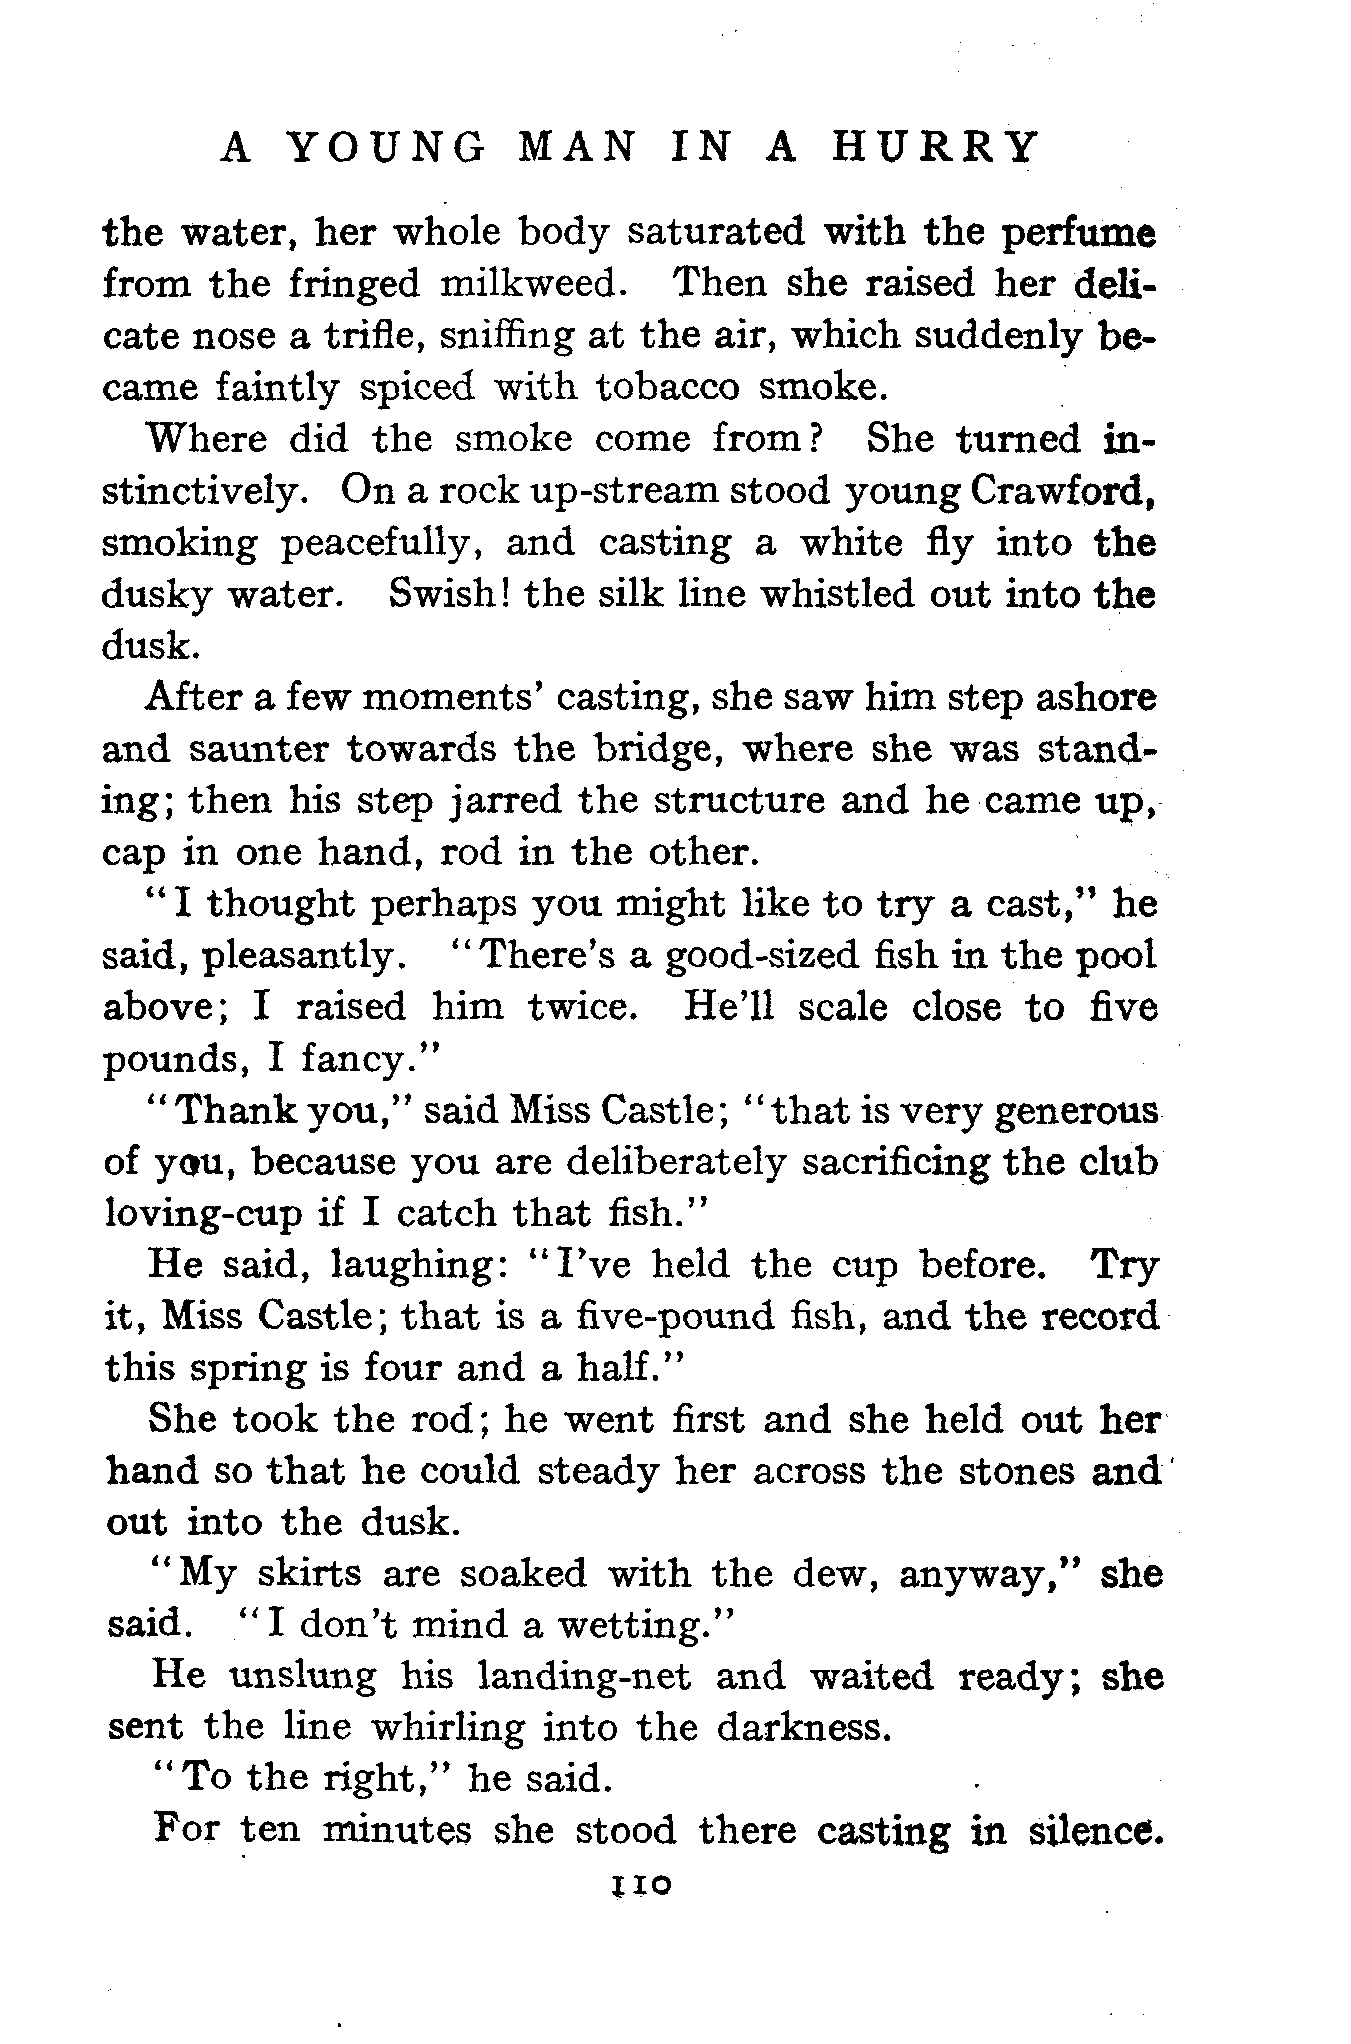 A YOUNG MAN IN A HURRY
the water, her whole body saturated with the perfume
from the fringed milkweed. Then she raised her deli-
cate nose a trifle, sniffing at the air, which suddenly be-
came faintly spiced with tobacco smoke.
Where did the smoke come from? She turned in-
stinctively. On a rock up-stream stood young Crawford,
smoking peacefully, and casting a white fly into the
dusky water. Swish! the silk line whistled out into the
dusk.
After a few moments' casting, she saw him step ashore
and saunter towards the bridge, where she was stand-
ing; then his step jarred the structure and he came up,
cap in one hand, rod in the other.
"I thought perhaps you might like to try a cast," he
said, pleasantly. "There's a good-sized fish in the pool
above; I raised him twice. He'll scale close to five
pounds, I fancy."
"Thank you," said Miss Castle; "that is very generous
of you, because you are deliberately sacrificing the club
loving-cup if I catch that fish."
He said, laughing: "I've held the cup before. Try
it, Miss Castle; that is a five-pound fish, and the record
this spring is four and a half."
She took the rod; he went first and she held out her
hand so that he could steady her across the stones and
out into the dusk.
"My skirts are soaked with the dew, anyway," she
said. "I don't mind a wetting."
He unslung his landing-net and waited ready; she
sent the line whirling into the darkness.
"To the right," he said.
For ten minutes she stood there casting in silence.
110